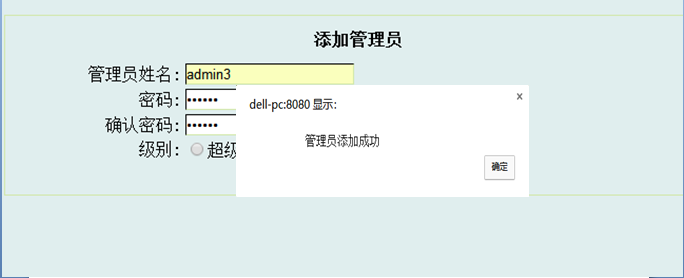 添加管理员
管理员姓名: admin3
密码: ••••••
确认密码: ••••••
级别: 超级
dell-pc:8080 显示:
×
管理员添加成功
确定